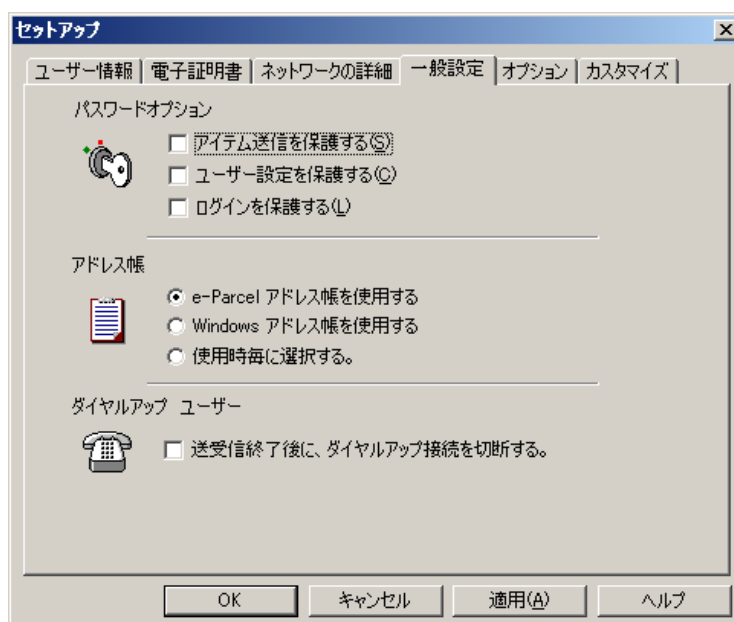 セットアップ
ユーザー情報 電子証明書 ネットワークの詳細 一般設定 オプション カスタマイズ
パスワードオプション
アイテム送信を保護する(S)
ユーザー設定を保護する(C)
ログインを保護する(L)
アドレス帳
e-Parcel アドレス帳を使用する
Windows アドレス帳を使用する
使用時毎に選択する。
ダイヤルアップ ユーザー
送受信終了後に、ダイヤルアップ接続を切断する。
OK キャンセル 適用(A) ヘルプ